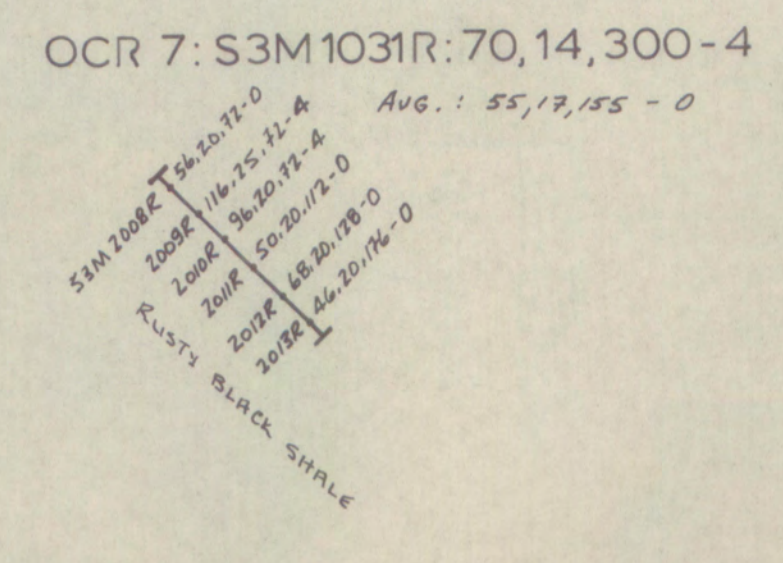 OCR 7: S3M1031R: 70,14,300-4
AVG.: 55,17,155 - 0
S3M 2008R 56,20,72-0
2009R 116,25,72-4
2010R 96,20,72-4
2011R 50,20,112-0
2012R 68,20,128-0
2013R 46,20,176-0
RUSTY BLACK SHALE